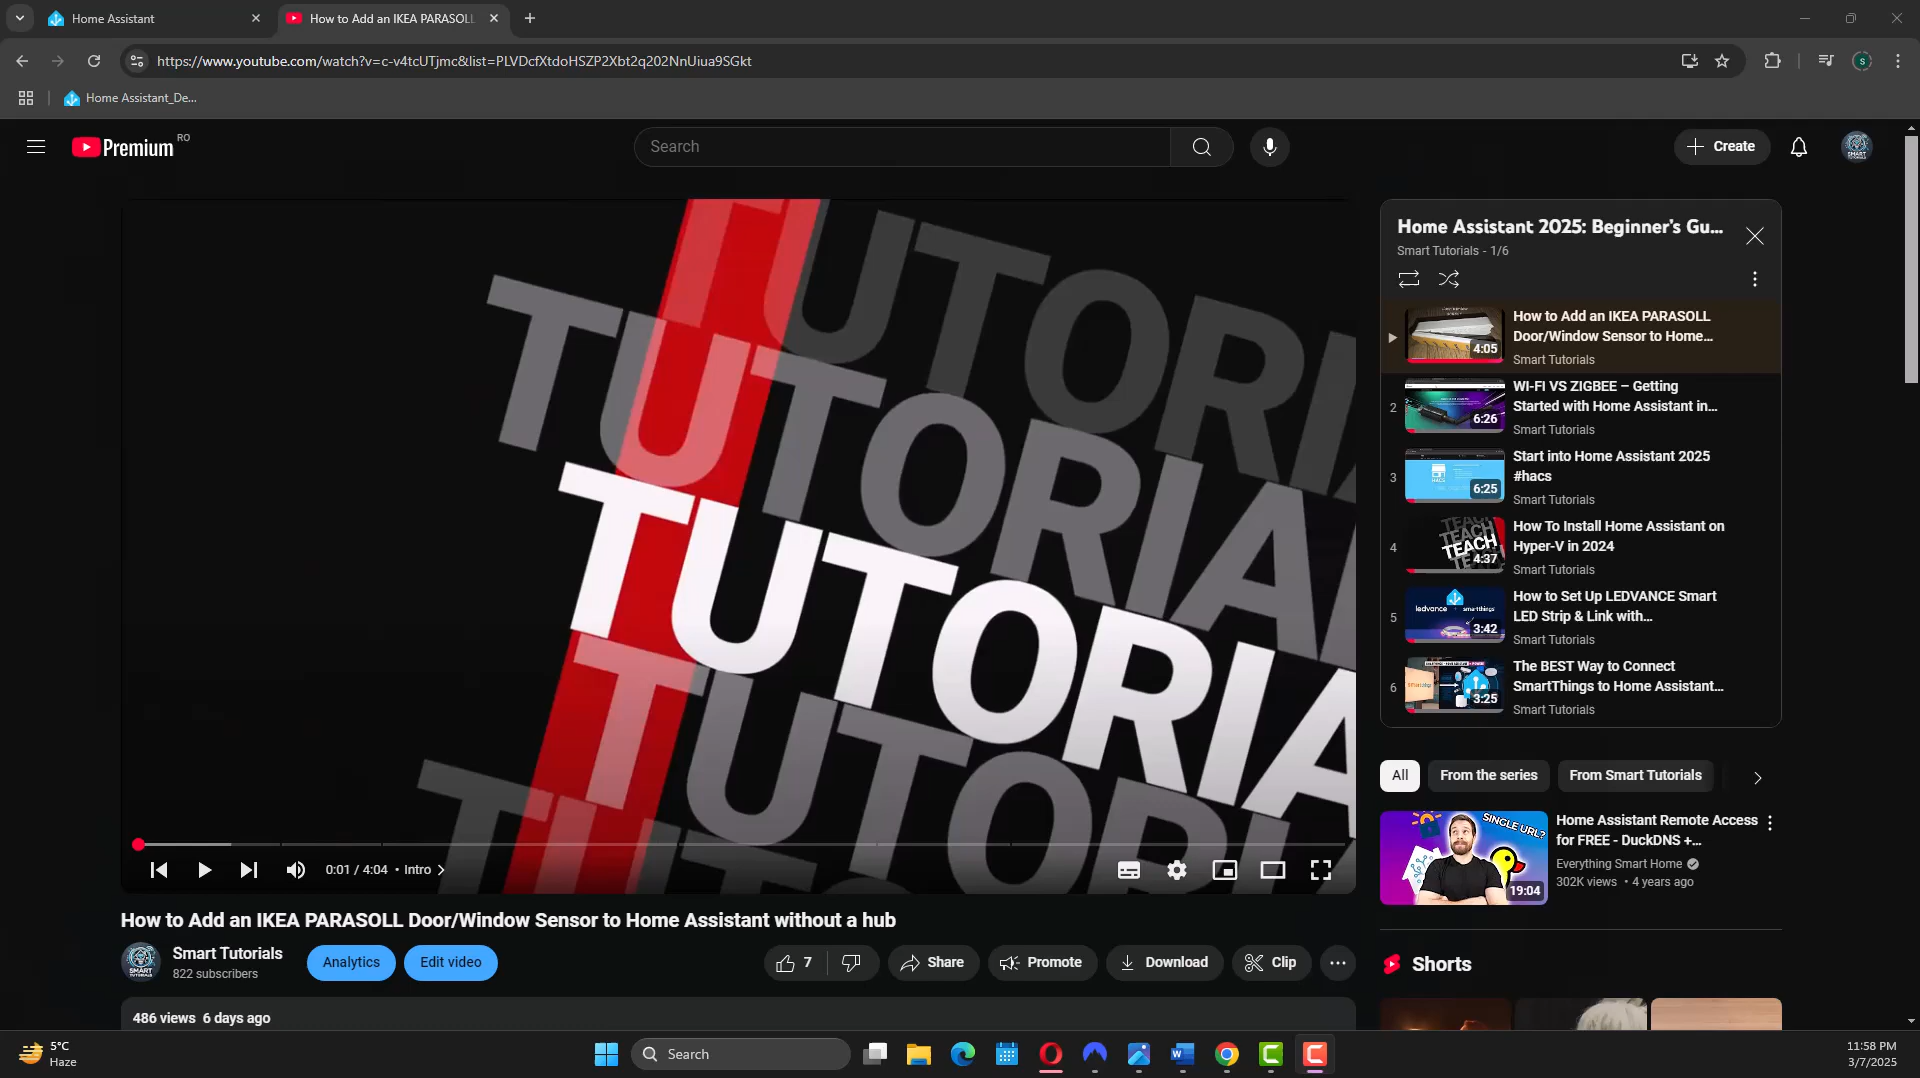 Home Assistant
How to Add an IKEA PARASOLL
https://www.youtube.com/watch?v=c-v4tcUTjmc&list=PLVDcfXtdoHSZP2Xbt2q202NnUiua9SGkt
S
Home Assistant_De...
Premium RO
Search
Create
SMART TUTORIALS
TUTORIA
TUTORIAL
TUTORIA
TUTORIA
0:01 / 4:04 • Intro
How to Add an IKEA PARASOLL Door/Window Sensor to Home Assistant without a hub
Smart Tutorials
822 subscribers
Analytics
Edit video
7
Share
Promote
Download
Clip
486 views 6 days ago
Home Assistant 2025: Beginner's Gu...
Smart Tutorials - 1/6
How to Add an IKEA PARASOLL
Door/Window Sensor to Home...
Smart Tutorials
4:05
2
WI-FI VS ZIGBEE – Getting
Started with Home Assistant in...
Smart Tutorials
6:26
3
Start into Home Assistant 2025
#hacs
Smart Tutorials
HACS
6:25
4
How To Install Home Assistant on
Hyper-V in 2024
Smart Tutorials
TEACH
TEACH
4:37
5
How to Set Up LEDVANCE Smart
LED Strip & Link with...
Smart Tutorials
ledvance
smartthings
3:42
6
The BEST Way to Connect
SmartThings to Home Assistant...
Smart Tutorials
3:25
All
From the series
From Smart Tutorials
SINGLE URL?
19:04
Home Assistant Remote Access
for FREE - DuckDNS +...
Everything Smart Home
302K views • 4 years ago
Shorts
5°C
Haze
Search
11:58 PM
3/7/2025